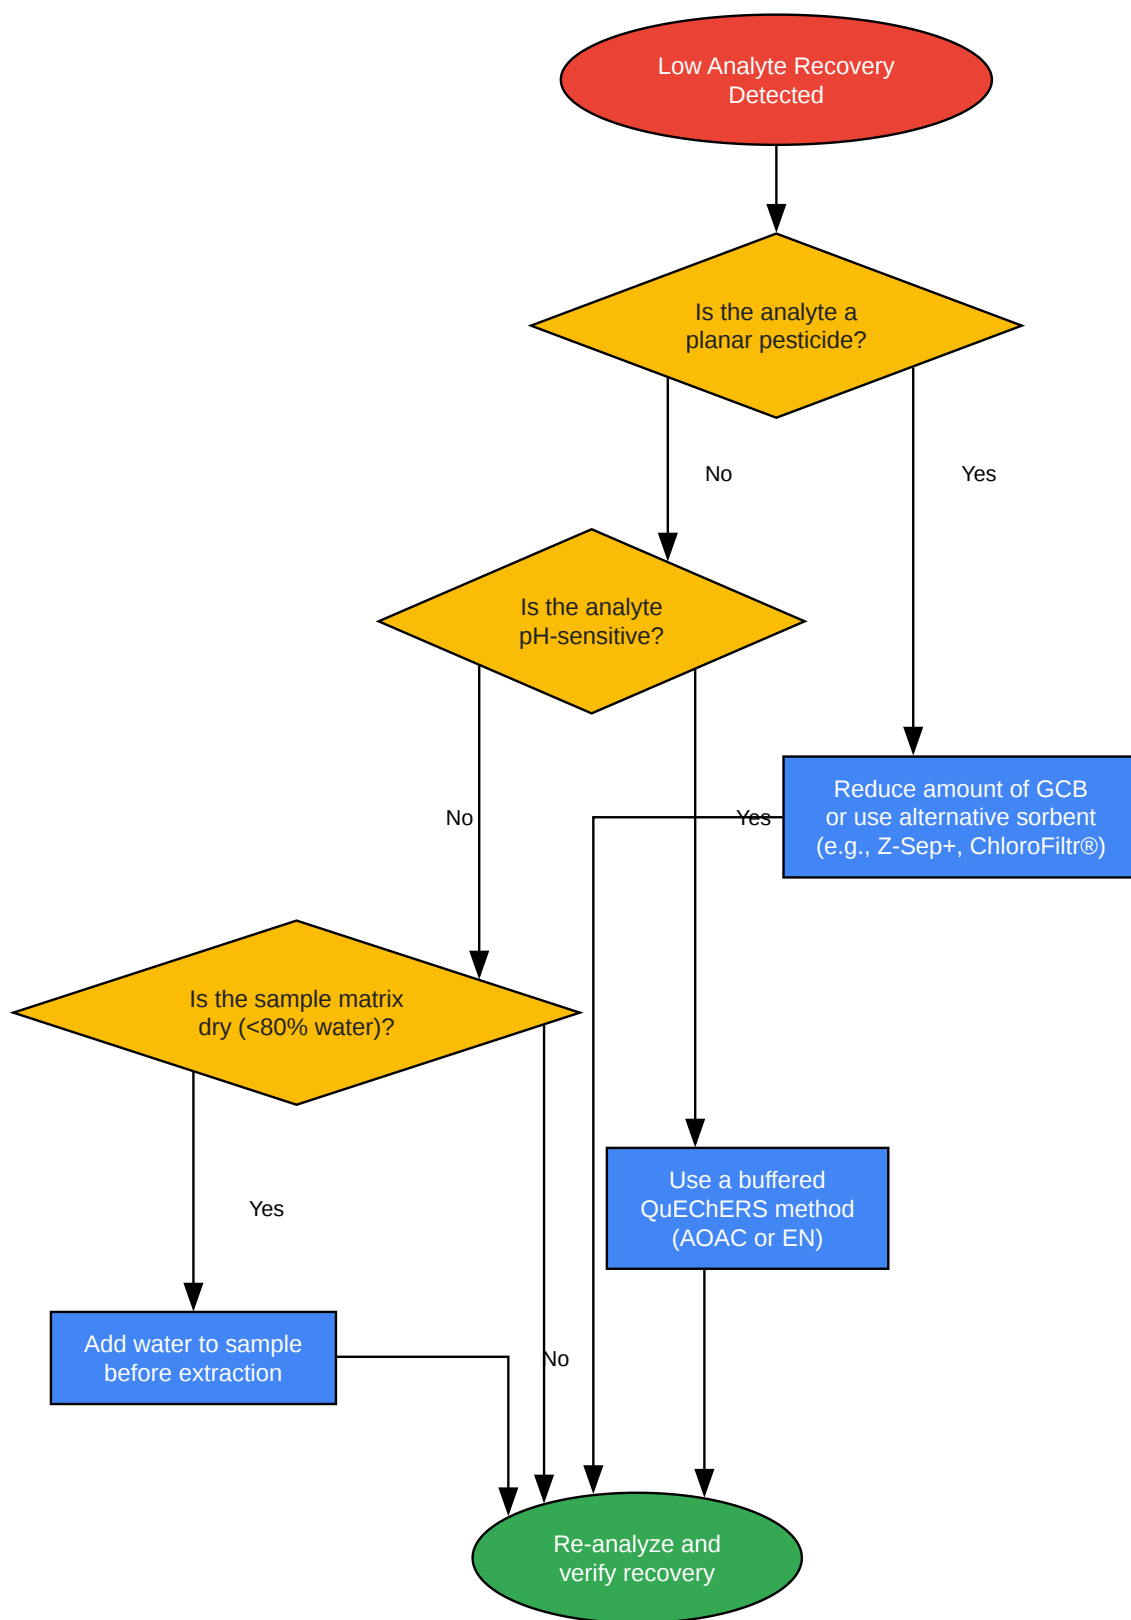 Low Analyte Recovery
Detected
Is the analyte a
planar pesticide?
No
Yes
Is the analyte
pH-sensitive?
Reduce amount of GCB
or use alternative sorbent
(e.g., Z-Sep+, ChloroFiltr®)
No
Yes
Is the sample matrix
dry (<80% water)?
Use a buffered
QuEChERS method
(AOAC or EN)
Yes
Add water to sample
before extraction
No
Re-analyze and
verify recovery